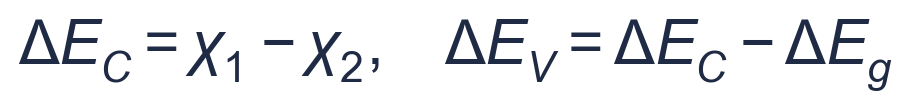 ΔE_C = χ_1 − χ_2, ΔE_V = ΔE_C − ΔE_g